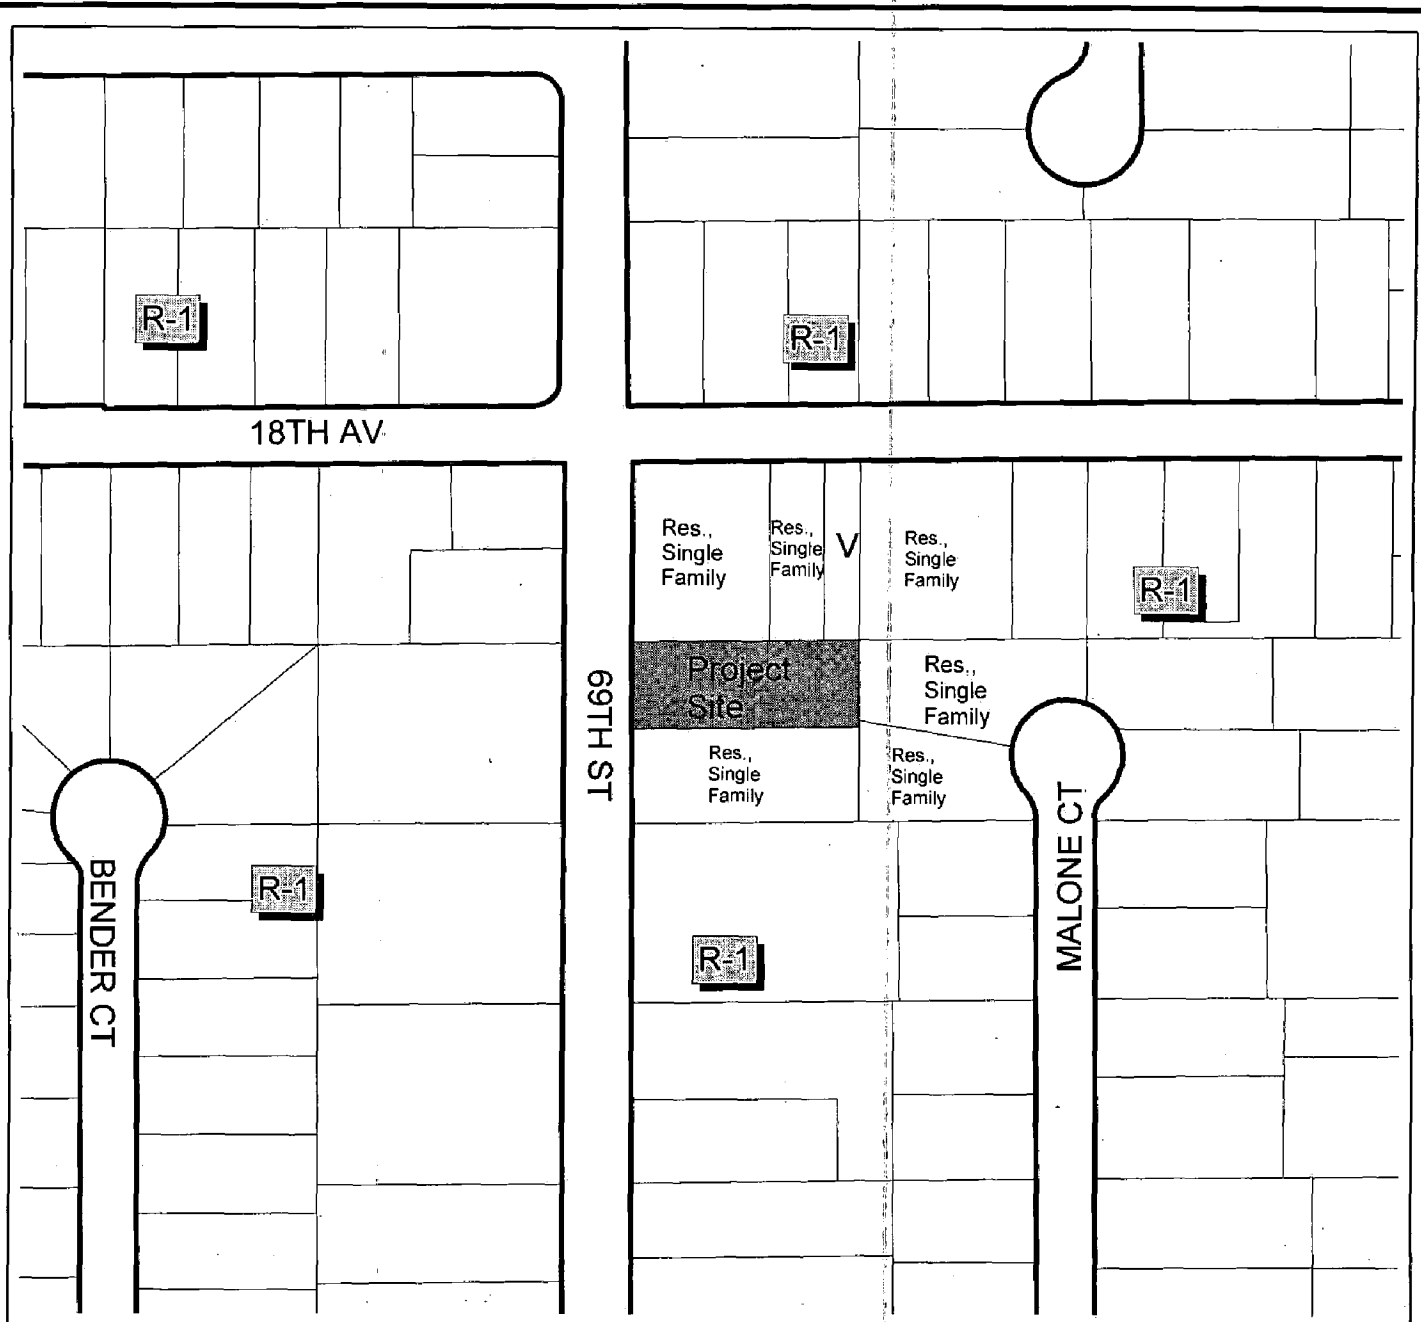 R-1
R-1
18TH AV
Res.,
Single
Family
Res.,
Single
Family
V
Res.,
Single
Family
R-1
69TH ST
Project
Site
Res.,
Single
Family
Res.,
Single
Family
Res.,
Single
Family
MALONE CT
BENDER CT
R-1
R-1